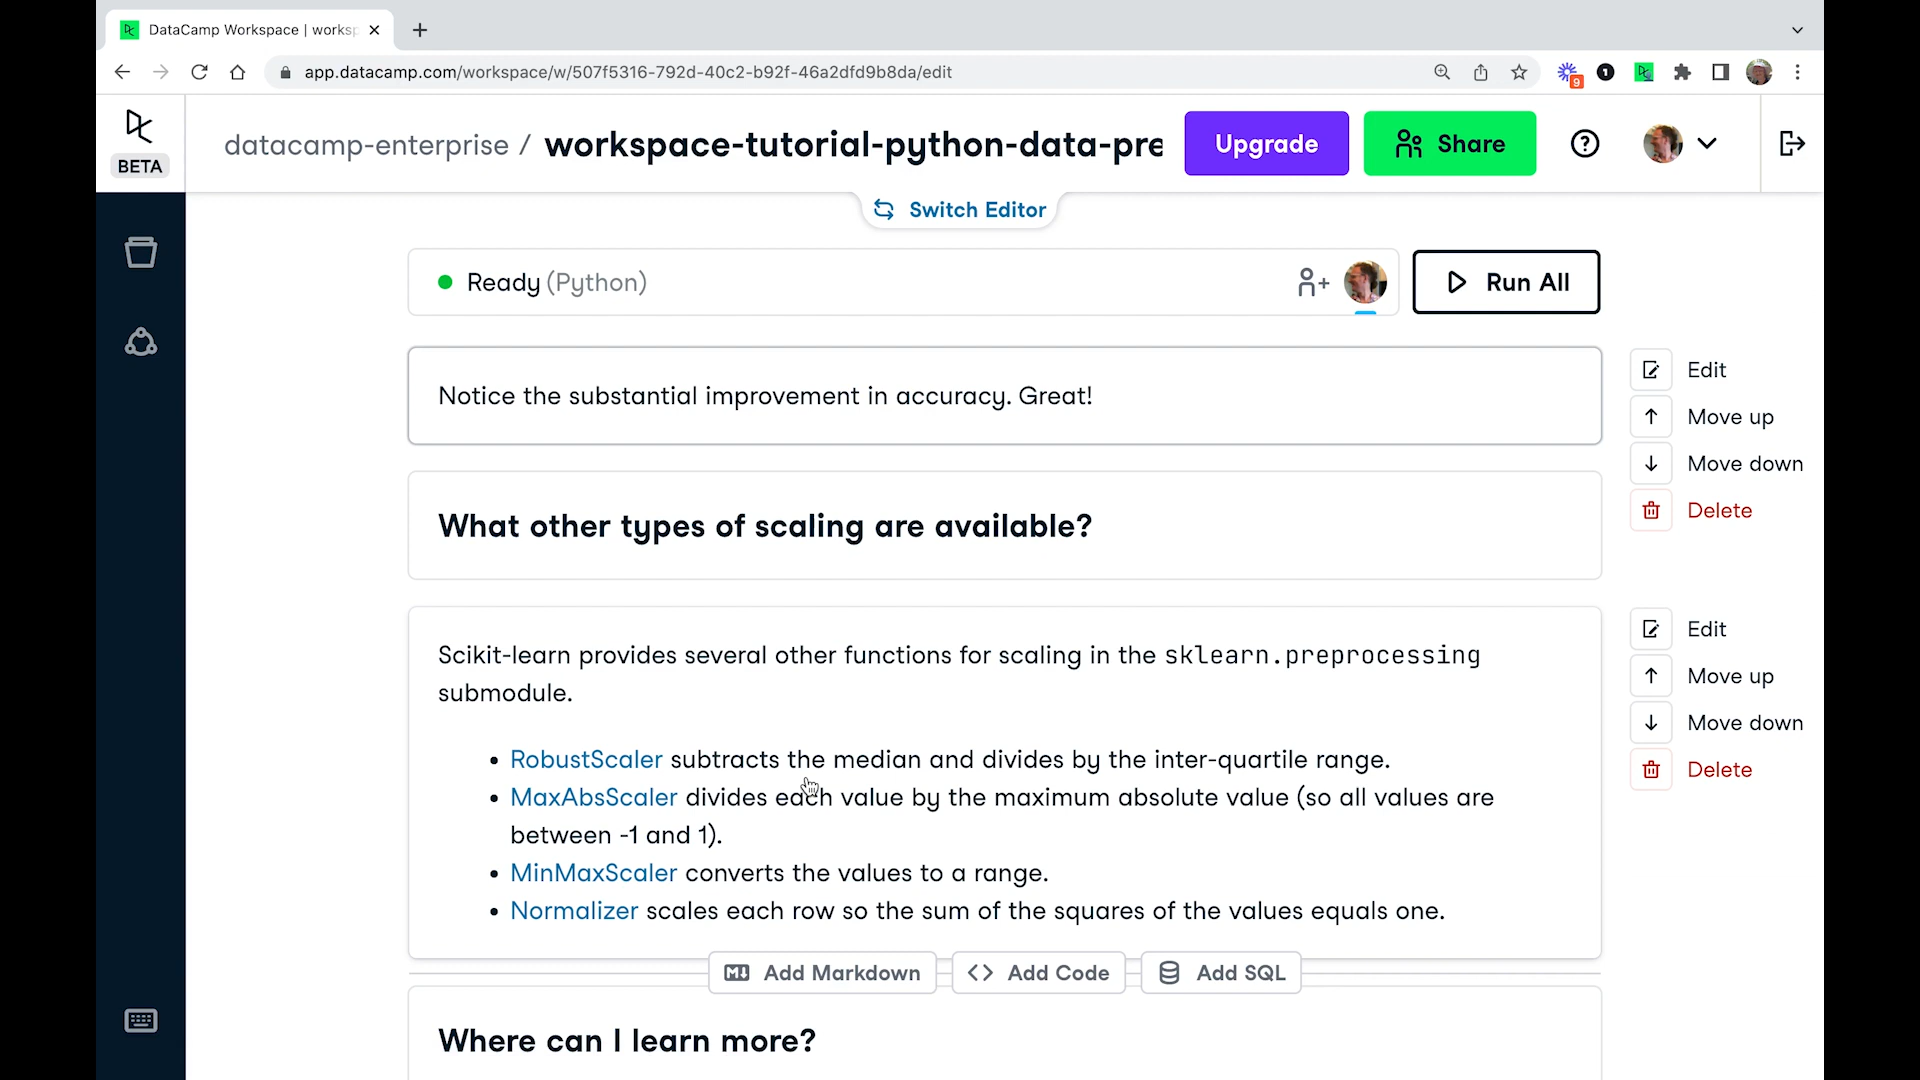 DataCamp Workspace | works
app.datacamp.com/workspace/w/507f5316-792d-40c2-b92f-46a2dfd9b8da/edit
9
1
BETA
datacamp-enterprise / workspace-tutorial-python-data-pre
Upgrade
Share
Switch Editor
Ready (Python)
Run All
Notice the substantial improvement in accuracy. Great!
Edit
Move up
Move down
Delete
What other types of scaling are available?
Scikit-learn provides several other functions for scaling in the sklearn.preprocessing
submodule.
• RobustScaler subtracts the median and divides by the inter-quartile range.
• MaxAbsScaler divides each value by the maximum absolute value (so all values are
between -1 and 1).
• MinMaxScaler converts the values to a range.
• Normalizer scales each row so the sum of the squares of the values equals one.
Edit
Move up
Move down
Delete
Add Markdown
Add Code
Add SQL
Where can I learn more?